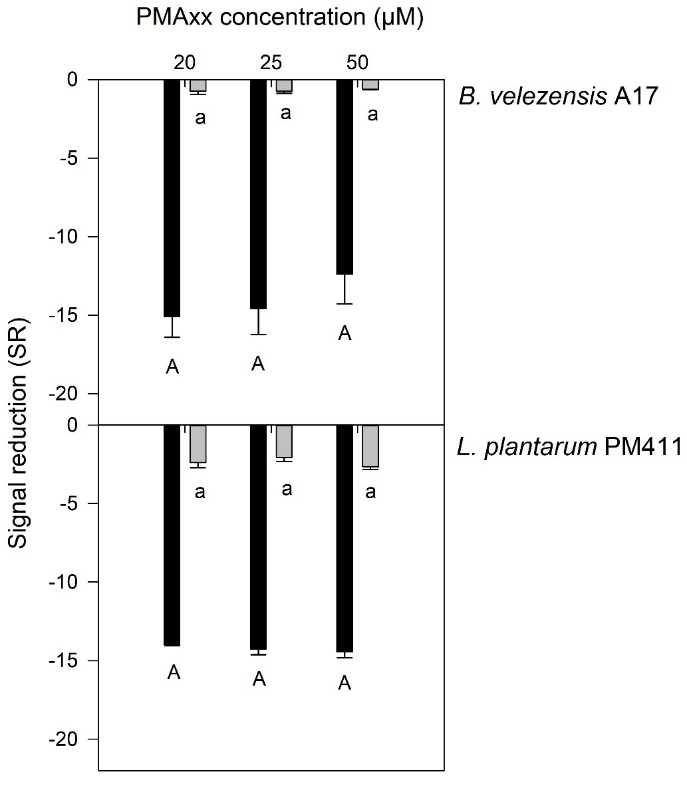 PMAxx concentration (µM)
20 25 50
0
B. velezensis A17
a a a
-5
-10
-15
A A A
-20
Signal reduction (SR)
0
L. plantarum PM411
a a a
-5
-10
-15
A A A
-20